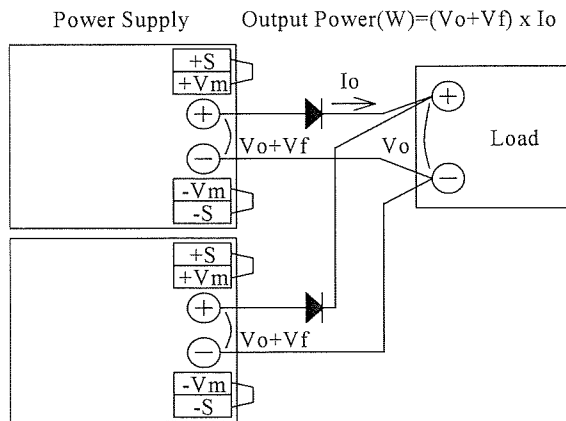 Power Supply
Output Power(W)=(Vo+Vf) x Io
+S
+Vm
+
Vo+Vf
−
-Vm
-S
Io
+
Vo
−
Load
+S
+Vm
+
Vo+Vf
−
-Vm
-S